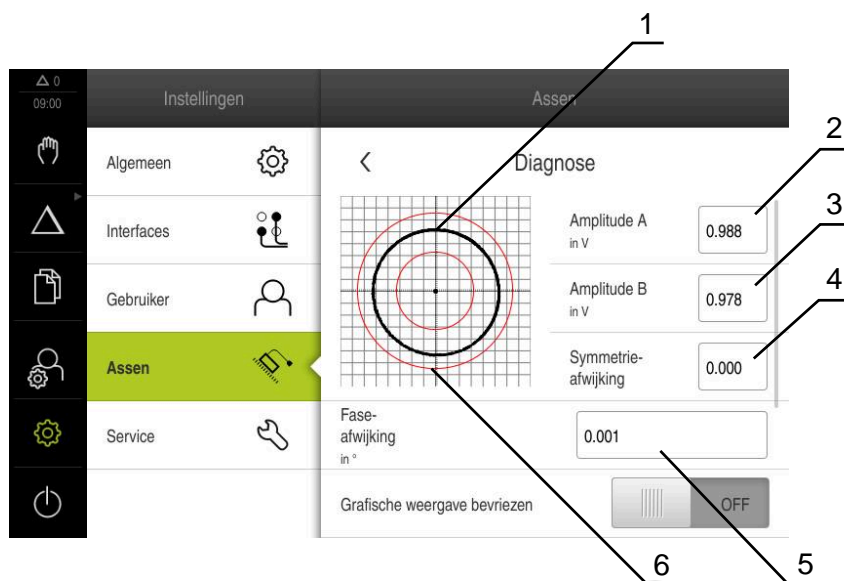 1
△ 0
09:00
Instellingen
Assen
Algemeen
Diagnose
2
Amplitude A
in V
0.988
Interfaces
3
Amplitude B
in V
0.978
Gebruiker
4
Symmetrie-
afwijking
0.000
Assen
Fase-
afwijking
in °
0.001
Service
Grafische weergave bevriezen
OFF
6
5